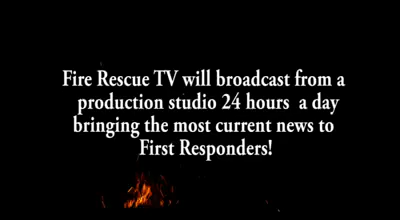 Fire Rescue TV will broadcast from a
production studio 24 hours a day
bringing the most current news to
First Responders!